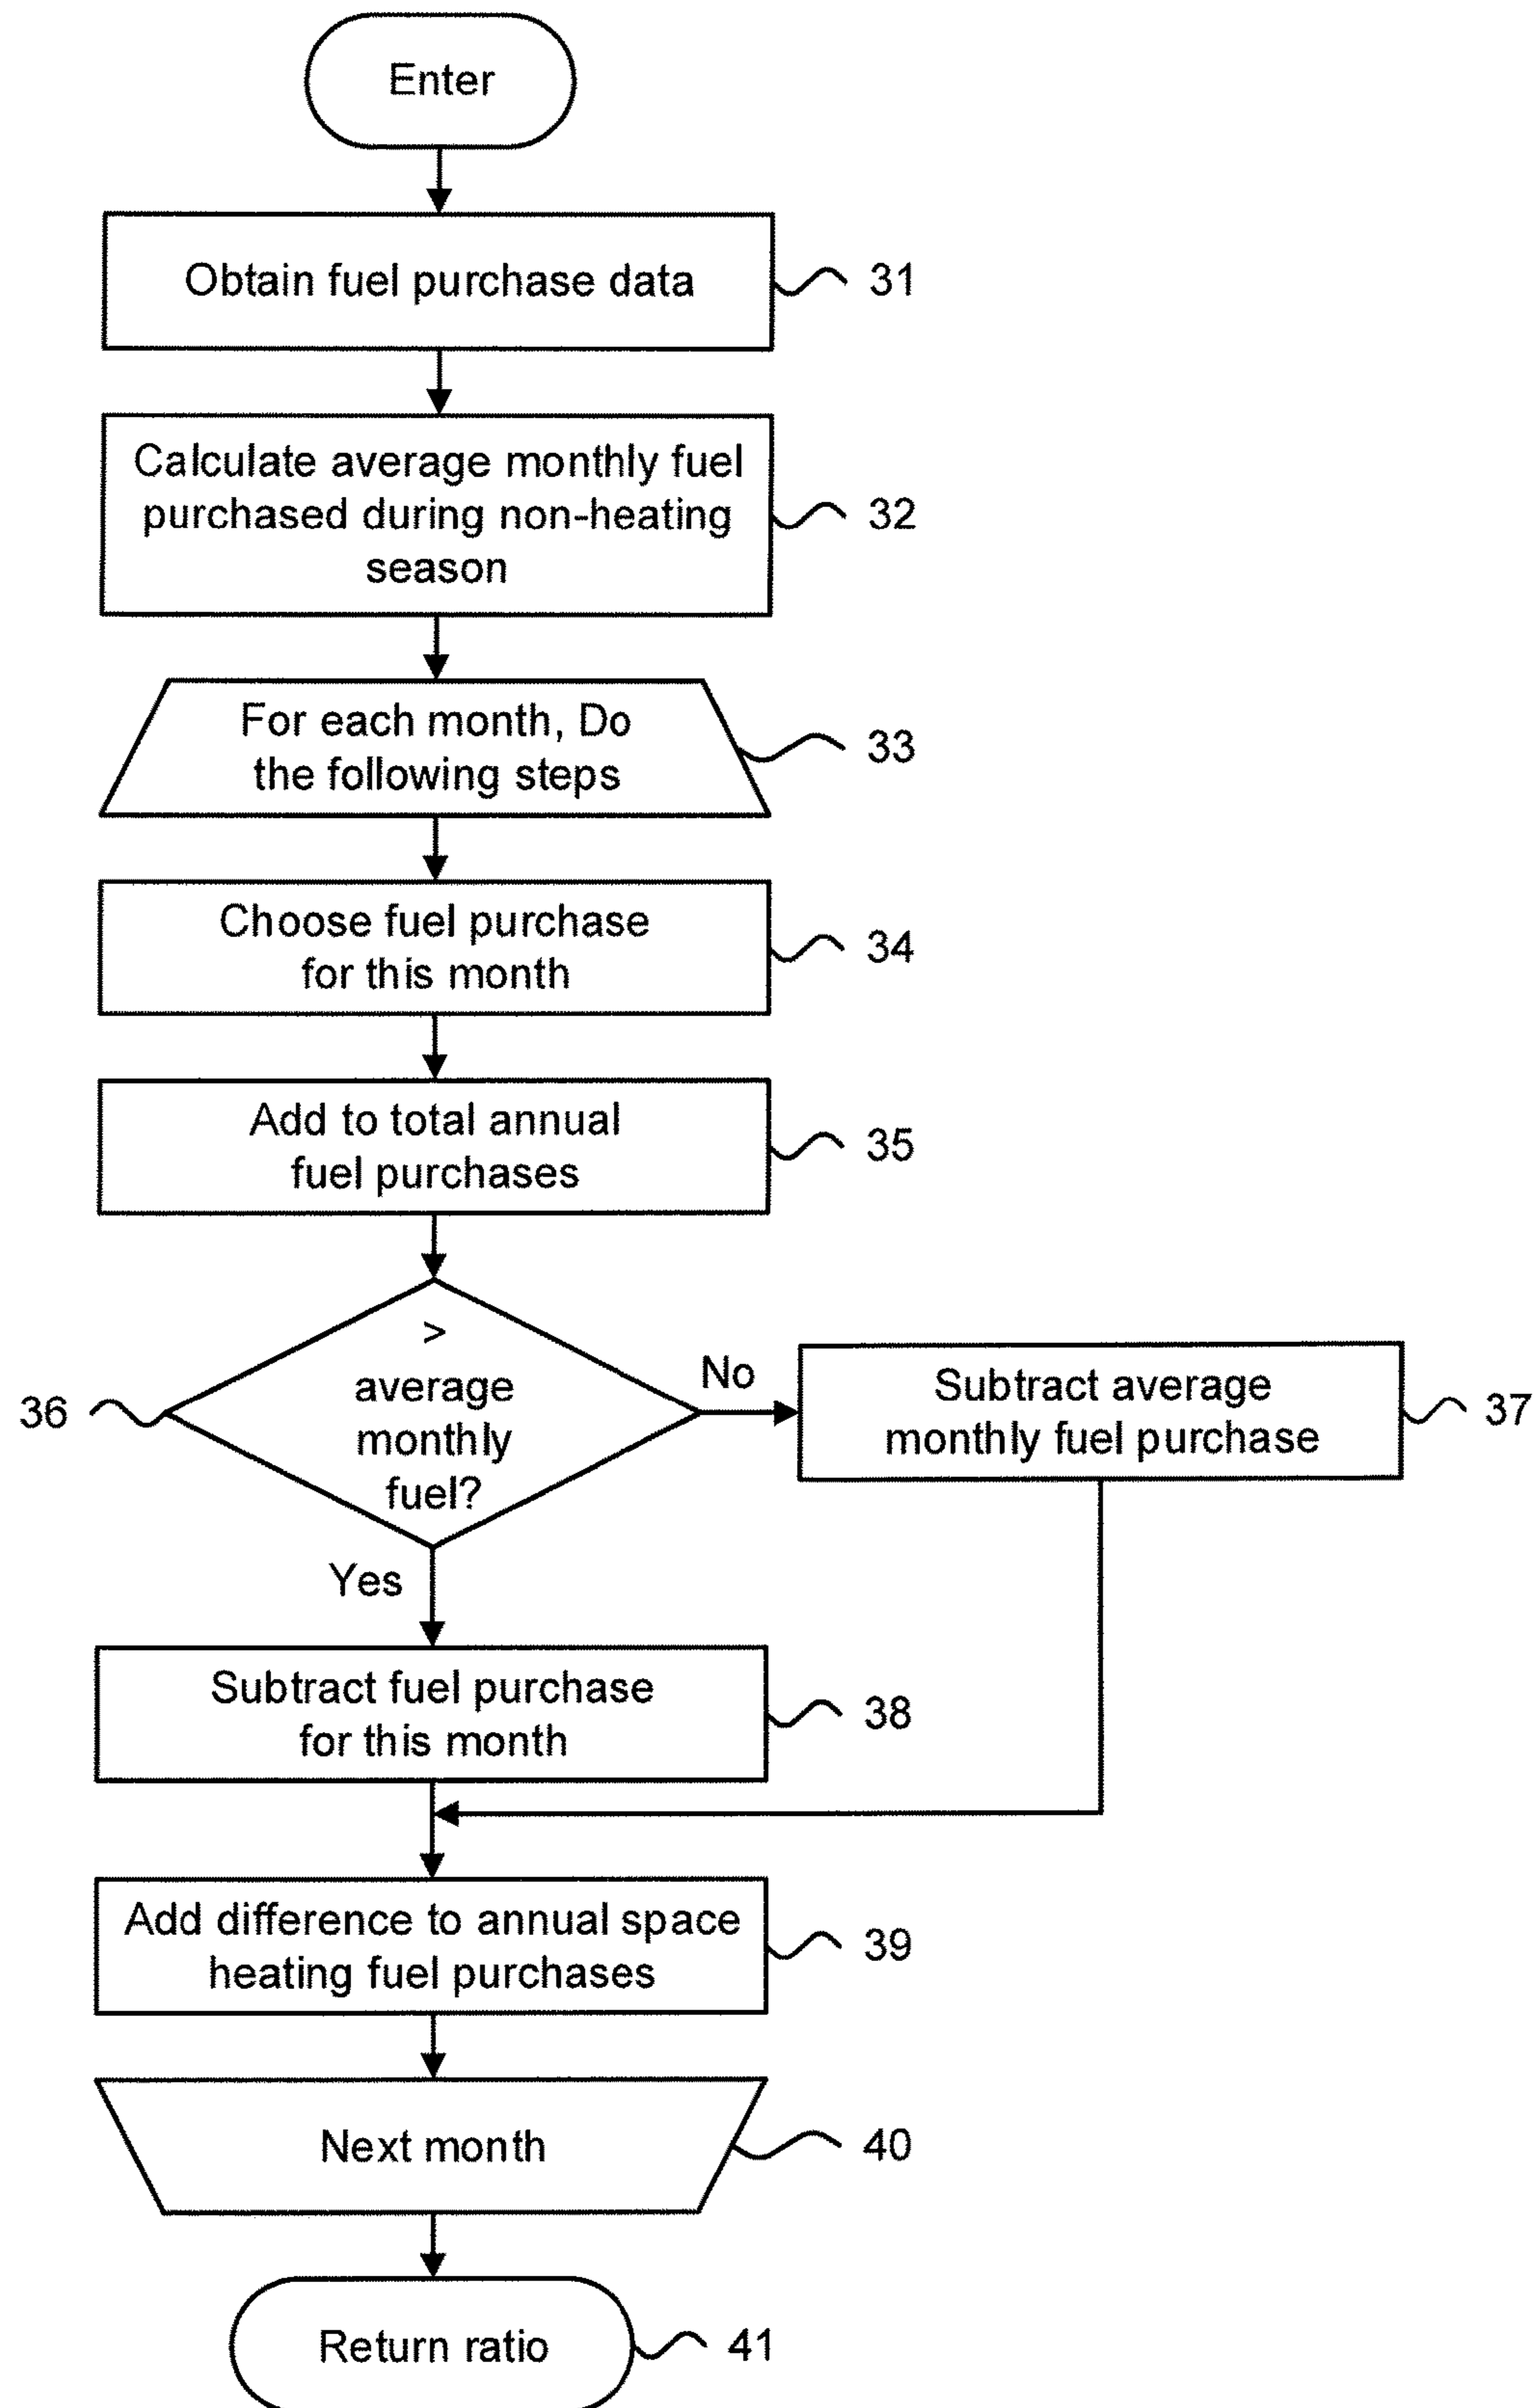 Enter
Obtain fuel purchase data
31
Calculate average monthly fuel
purchased during non-heating
season
32
For each month, Do
the following steps
33
Choose fuel purchase
for this month
34
Add to total annual
fuel purchases
35
>
average
monthly
fuel?
36
No
Subtract average
monthly fuel purchase
37
Yes
Subtract fuel purchase
for this month
38
Add difference to annual space
heating fuel purchases
39
Next month
40
Return ratio
41